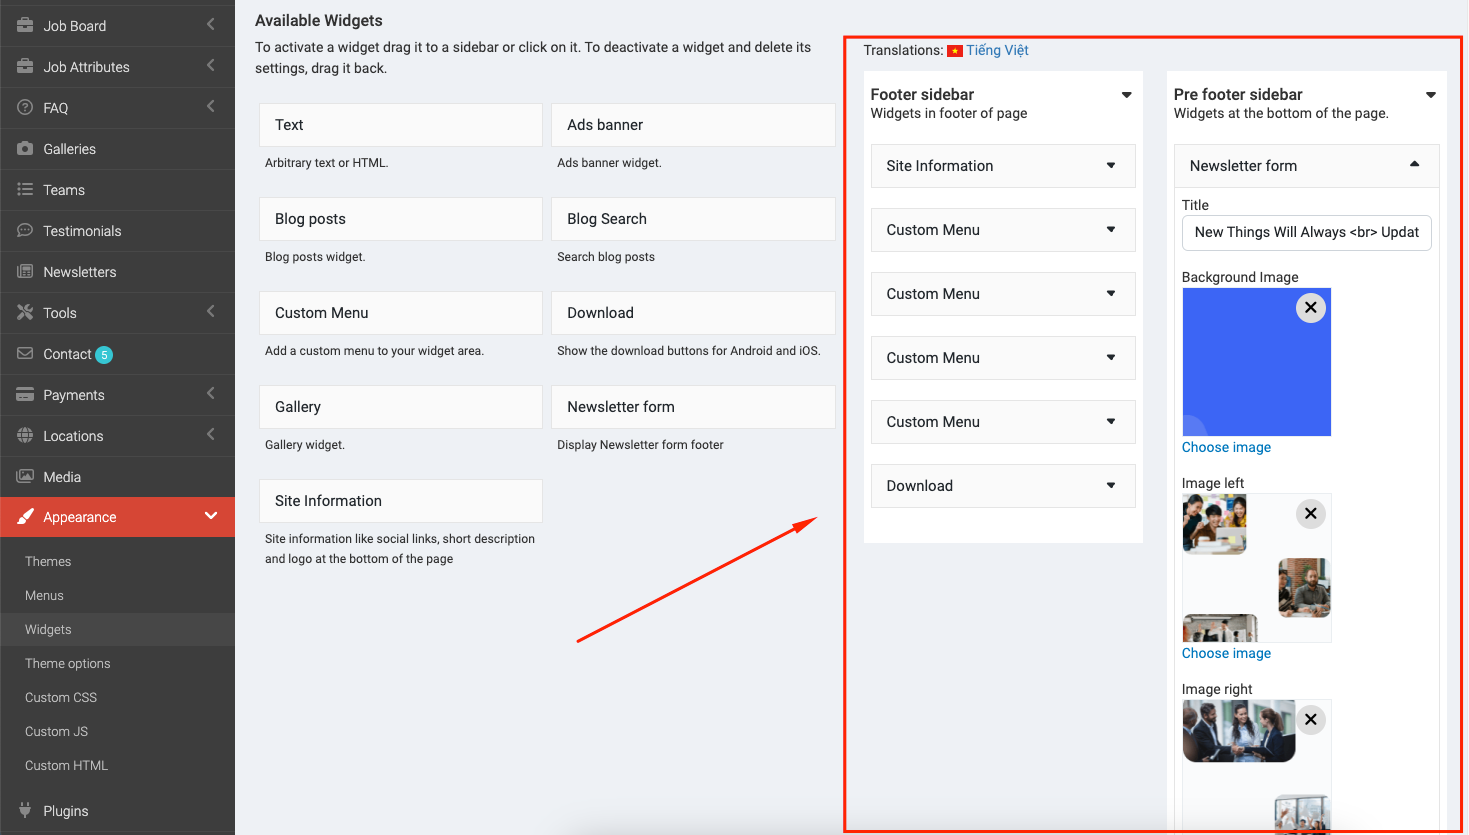 Job Board
Job Attributes
FAQ
Galleries
Teams
Testimonials
Newsletters
Tools
Contact 5
Payments
Locations
Media
Appearance
Themes
Menus
Widgets
Theme options
Custom CSS
Custom JS
Custom HTML
Plugins
Available Widgets
To activate a widget drag it to a sidebar or click on it. To deactivate a widget and delete its
settings, drag it back.
Text
Arbitrary text or HTML.
Ads banner
Ads banner widget.
Blog posts
Blog posts widget.
Blog Search
Search blog posts
Custom Menu
Add a custom menu to your widget area.
Download
Show the download buttons for Android and iOS.
Gallery
Gallery widget.
Newsletter form
Display Newsletter form footer
Site Information
Site information like social links, short description
and logo at the bottom of the page
Translations: Tiếng Việt
Footer sidebar
Widgets in footer of page
Site Information
Custom Menu
Custom Menu
Custom Menu
Custom Menu
Download
Pre footer sidebar
Widgets at the bottom of the page.
Newsletter form
Title
New Things Will Always <br> Updat
Background Image
Choose image
Image left
Choose image
Image right